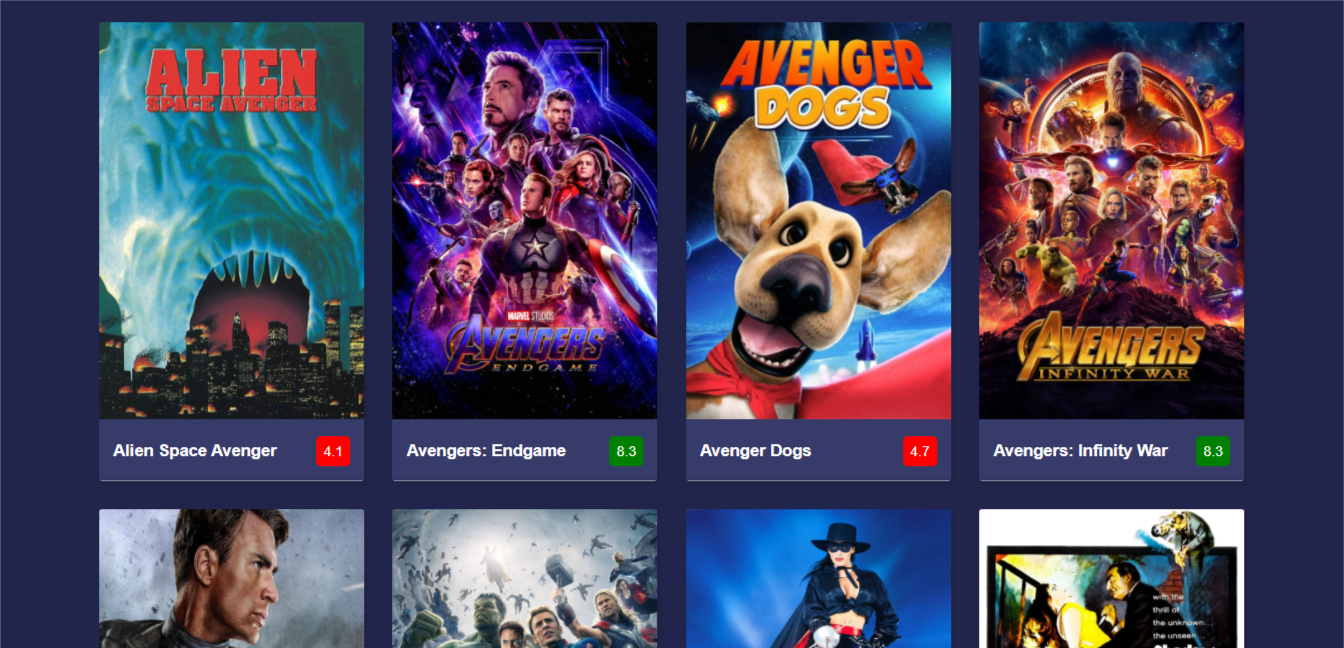 ALIEN
SPACE AVENGER
MARVEL STUDIOS
AVENGERS
ENDGAME
AVENGER
DOGS
AVENGERS
INFINITY WAR
Alien Space Avenger
4.1
Avengers: Endgame
8.3
Avenger Dogs
4.7
Avengers: Infinity War
8.3
with the
thrill of
the unknown...
the unseen